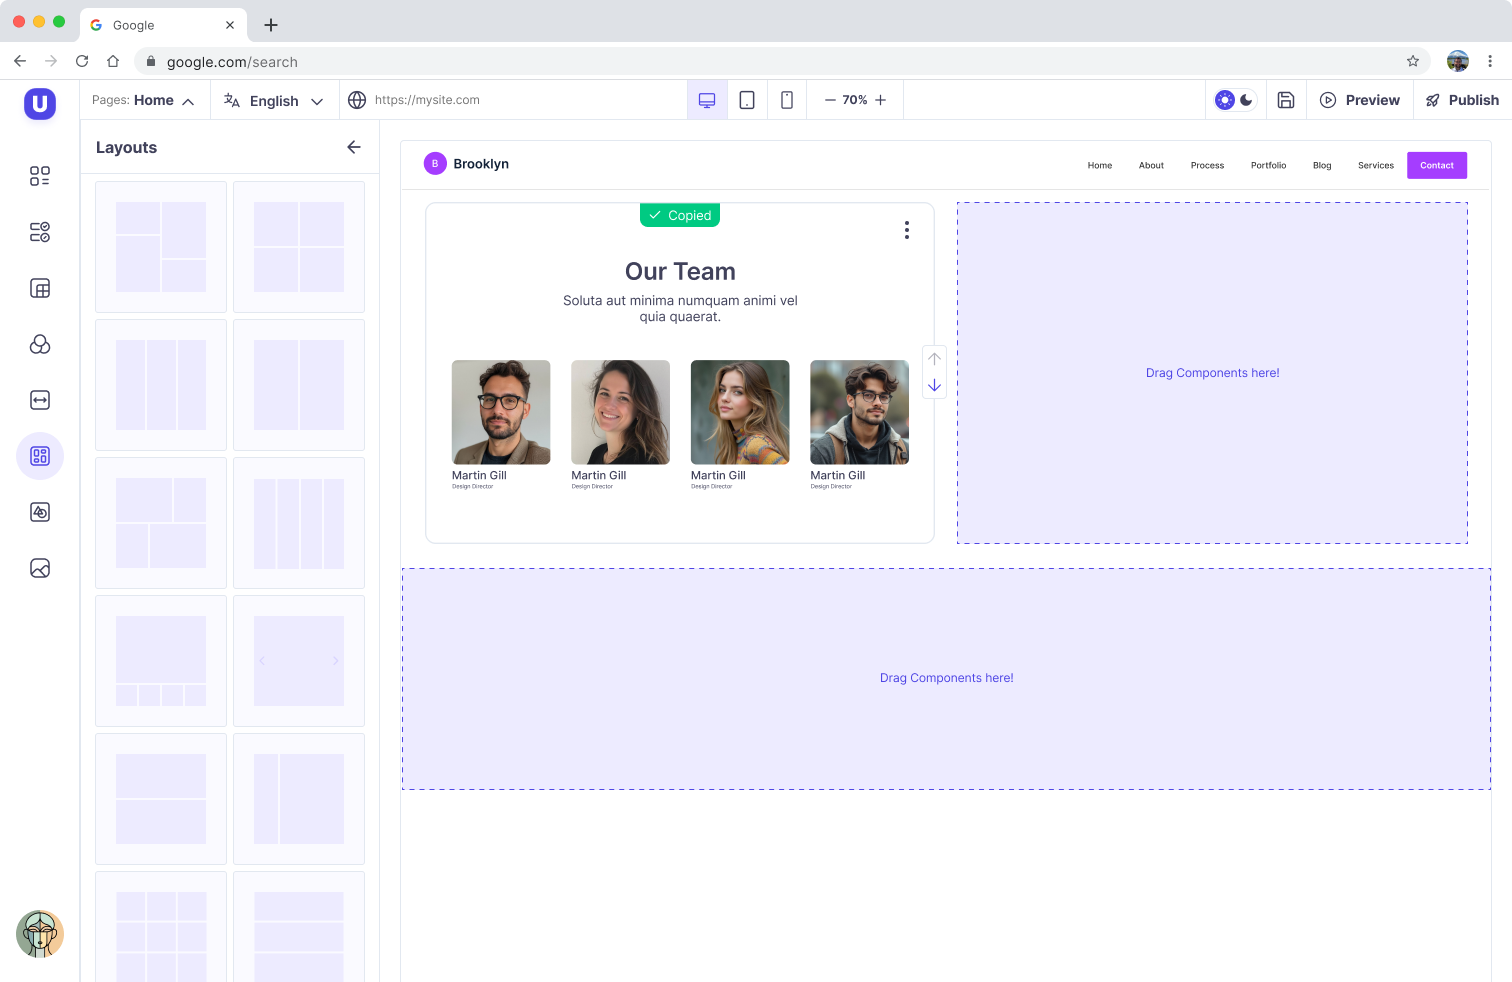 Google
google.com/search
U
Pages: Home
English
https://mysite.com
70%
Preview
Publish
Layouts
B
Brooklyn
Home
About
Process
Portfolio
Blog
Services
Contact
Copied
Our Team
Soluta aut minima numquam animi vel
quia quaerat.
Martin Gill
Design Director
Martin Gill
Design Director
Martin Gill
Design Director
Martin Gill
Design Director
Drag Components here!
Drag Components here!